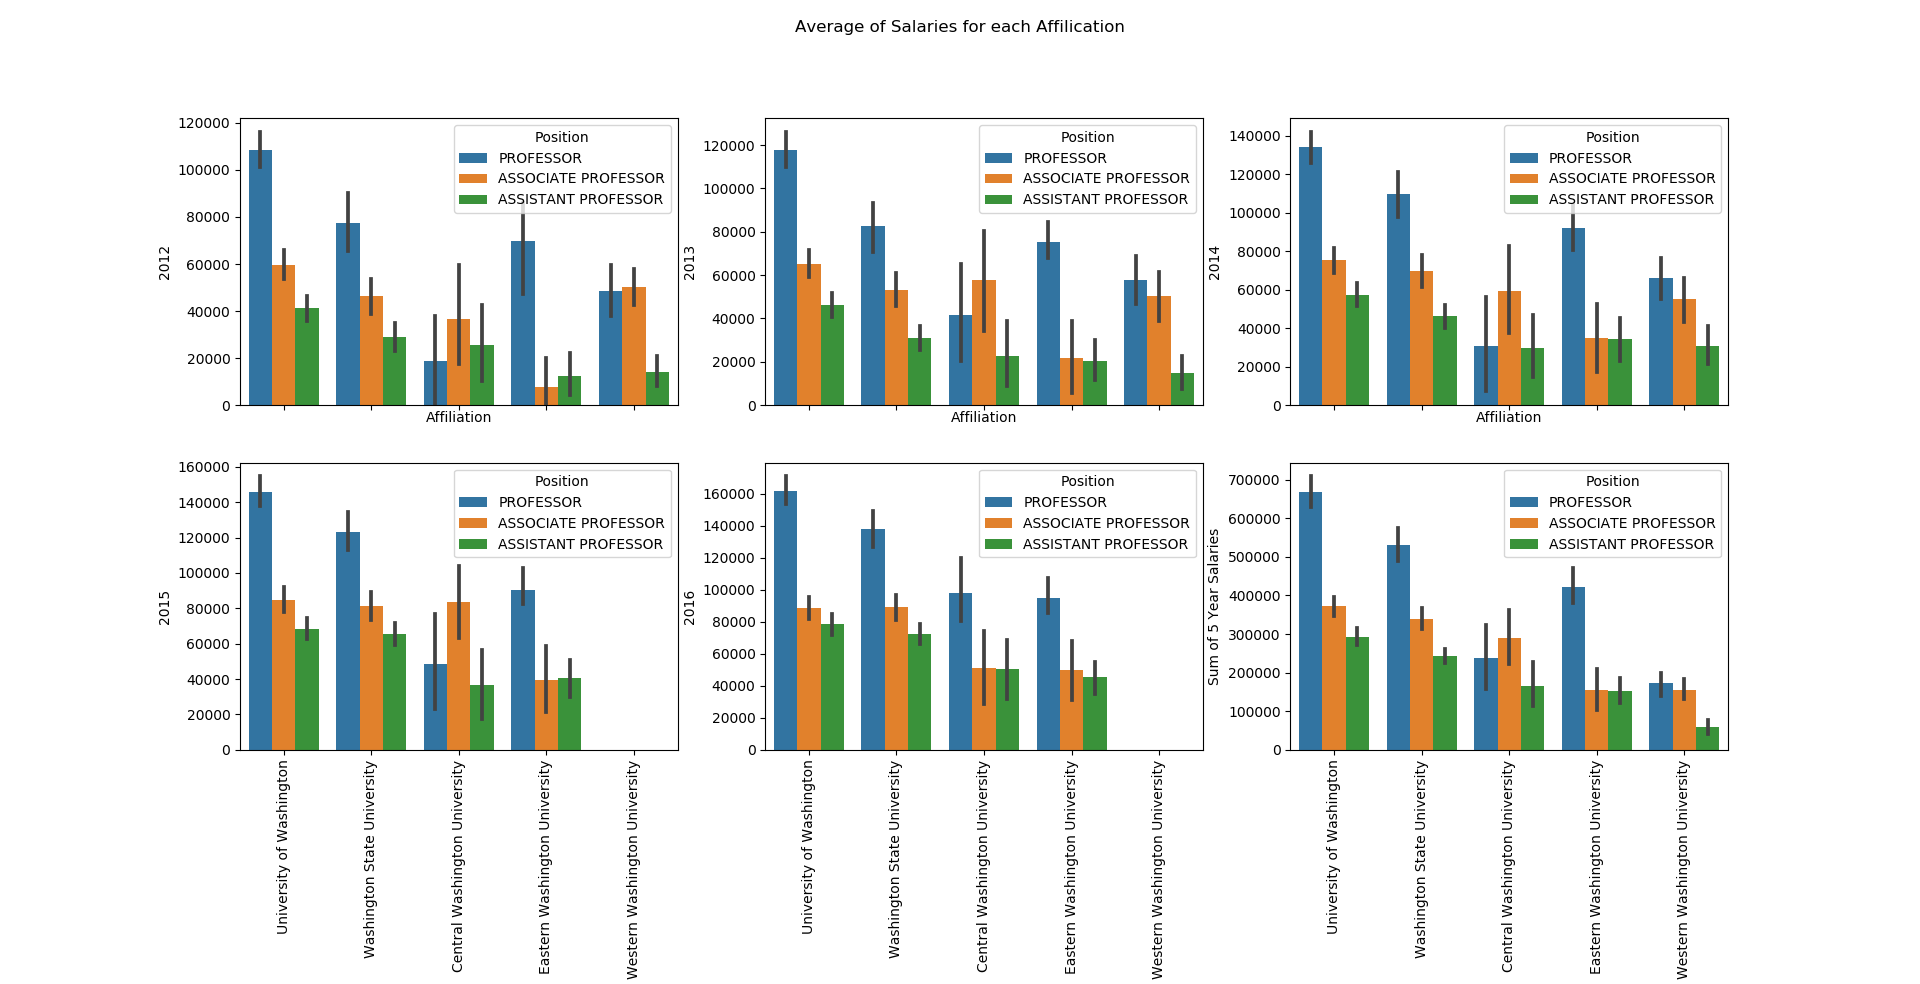 Average of Salaries for each Affilication
2012
120000
100000
80000
60000
40000
20000
0
Position
PROFESSOR
ASSOCIATE PROFESSOR
ASSISTANT PROFESSOR
Affiliation
2013
120000
100000
80000
60000
40000
20000
0
Position
PROFESSOR
ASSOCIATE PROFESSOR
ASSISTANT PROFESSOR
Affiliation
2014
140000
120000
100000
80000
60000
40000
20000
0
Position
PROFESSOR
ASSOCIATE PROFESSOR
ASSISTANT PROFESSOR
Affiliation
2015
160000
140000
120000
100000
80000
60000
40000
20000
0
Position
PROFESSOR
ASSOCIATE PROFESSOR
ASSISTANT PROFESSOR
University of Washington
Washington State University
Central Washington University
Eastern Washington University
Western Washington University
2016
160000
140000
120000
100000
80000
60000
40000
20000
0
Position
PROFESSOR
ASSOCIATE PROFESSOR
ASSISTANT PROFESSOR
University of Washington
Washington State University
Central Washington University
Eastern Washington University
Western Washington University
Sum of 5 Year Salaries
700000
600000
500000
400000
300000
200000
100000
0
Position
PROFESSOR
ASSOCIATE PROFESSOR
ASSISTANT PROFESSOR
University of Washington
Washington State University
Central Washington University
Eastern Washington University
Western Washington University